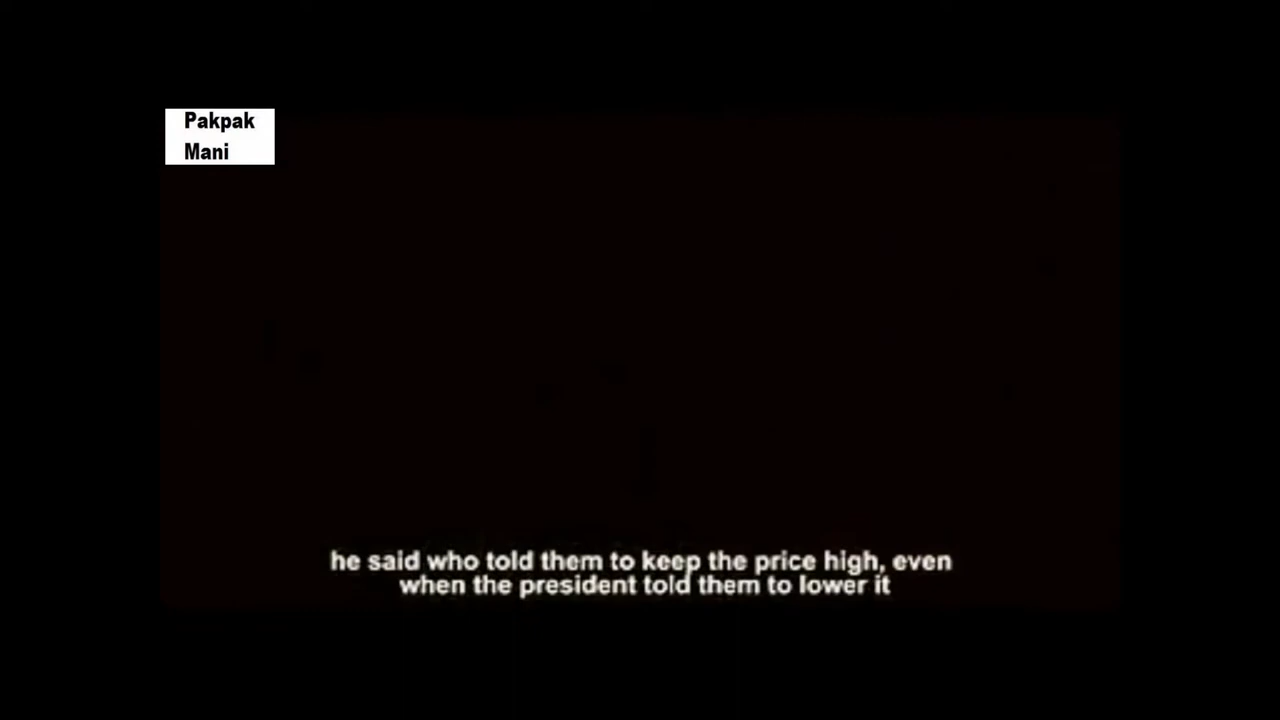 Pakpak
Mani
he said who told them to keep the price high, even
when the president told them to lower it